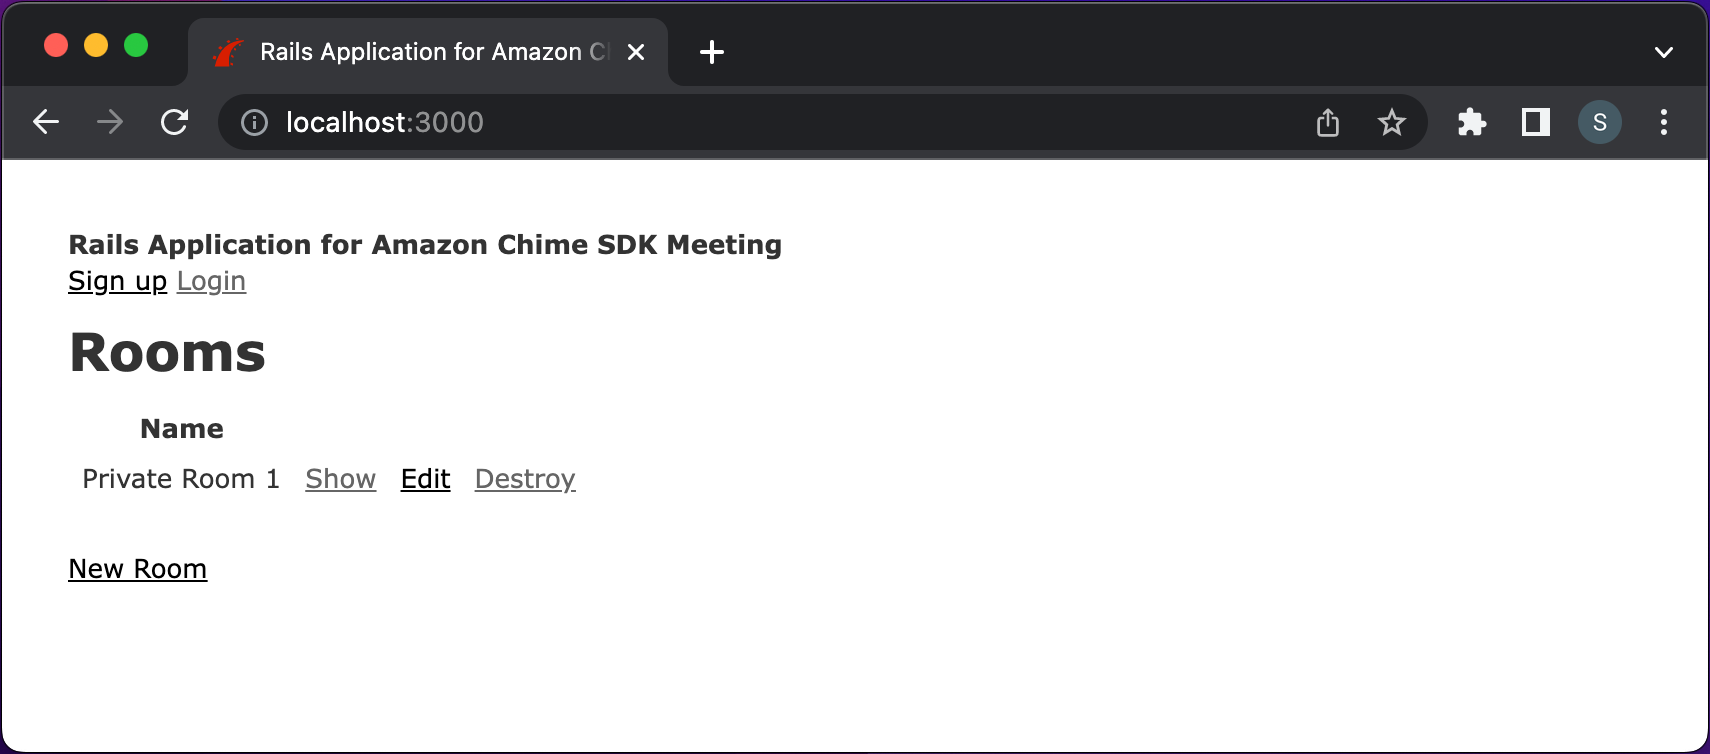 Rails Application for Amazon C
localhost:3000
S
Rails Application for Amazon Chime SDK Meeting
Sign up Login
Rooms
Name
Private Room 1 Show Edit Destroy
New Room